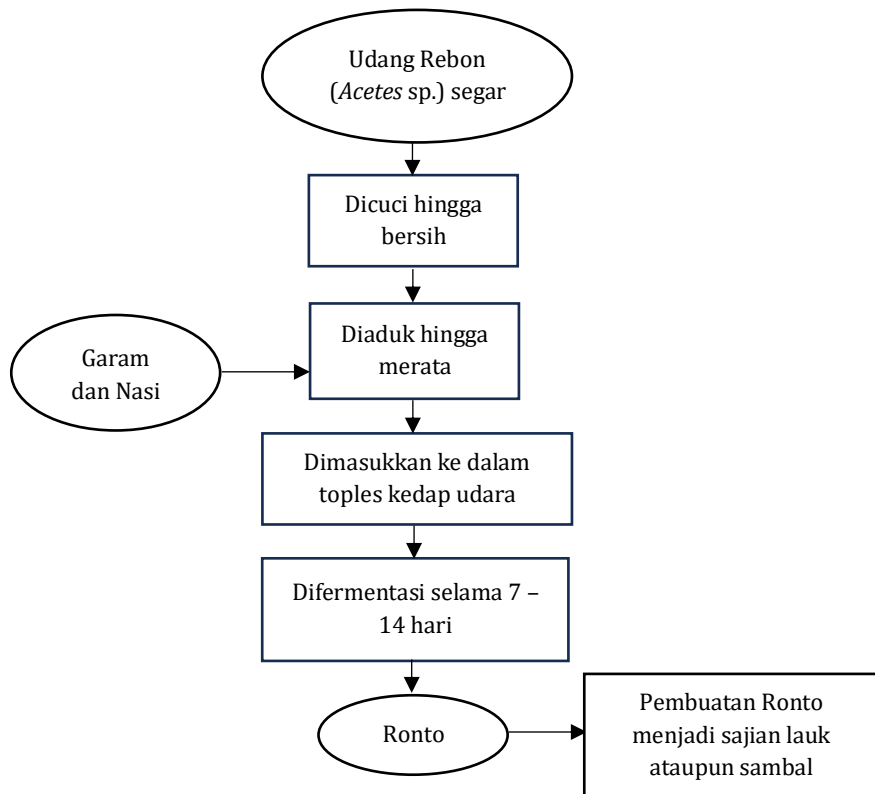 Udang Rebon
(Acetes sp.) segar
Dicuci hingga
bersih
Garam
dan Nasi
Diaduk hingga
merata
Dimasukkan ke dalam
toples kedap udara
Difermentasi selama 7 –
14 hari
Ronto
Pembuatan Ronto
menjadi sajian lauk
ataupun sambal